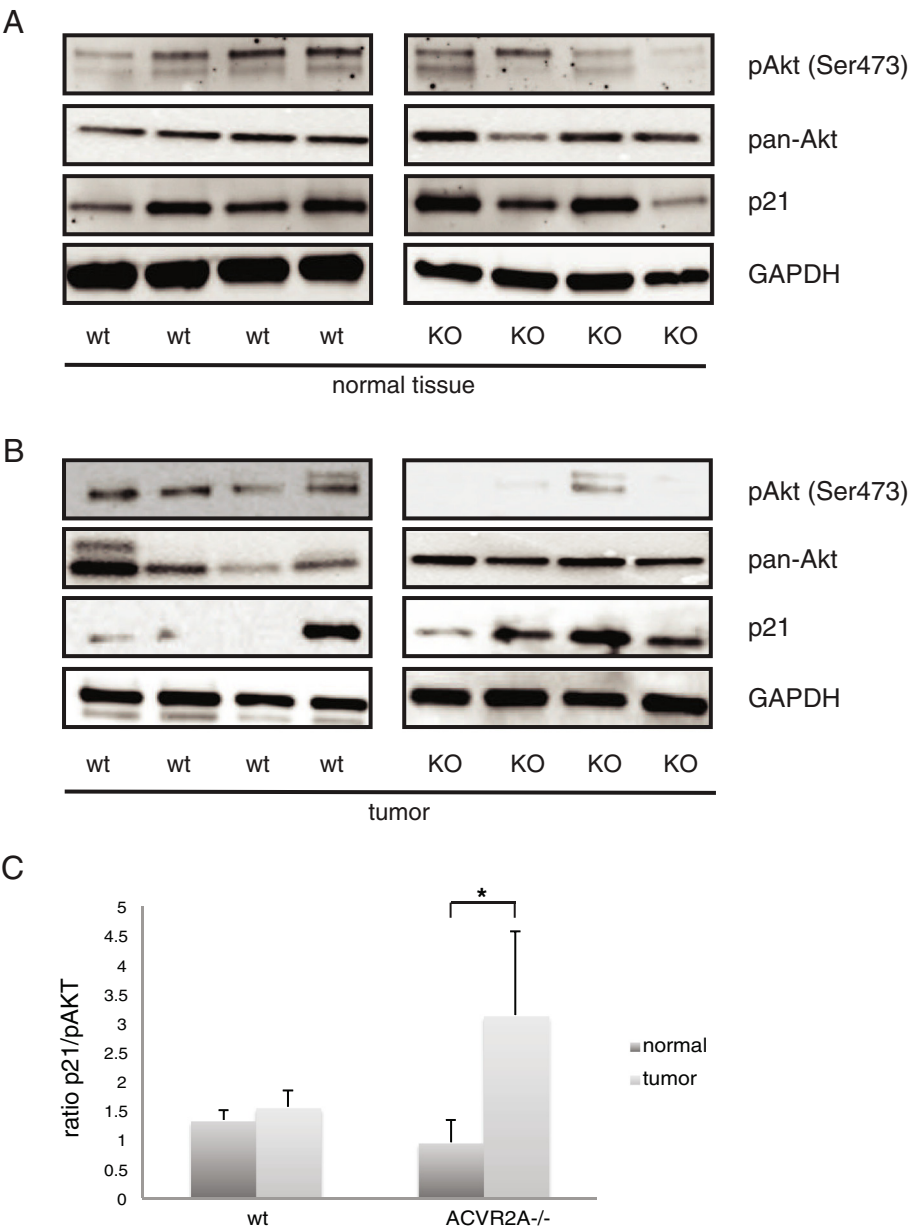 A
pAkt (Ser473)
pan-Akt
p21
GAPDH
wt wt wt wt KO KO KO KO
normal tissue
B
pAkt (Ser473)
pan-Akt
p21
GAPDH
wt wt wt wt KO KO KO KO
tumor
C
ratio p21/pAKT
5
4.5
4
3.5
3
2.5
2
1.5
1
0.5
0
*
normal
tumor
wt ACVR2A-/-